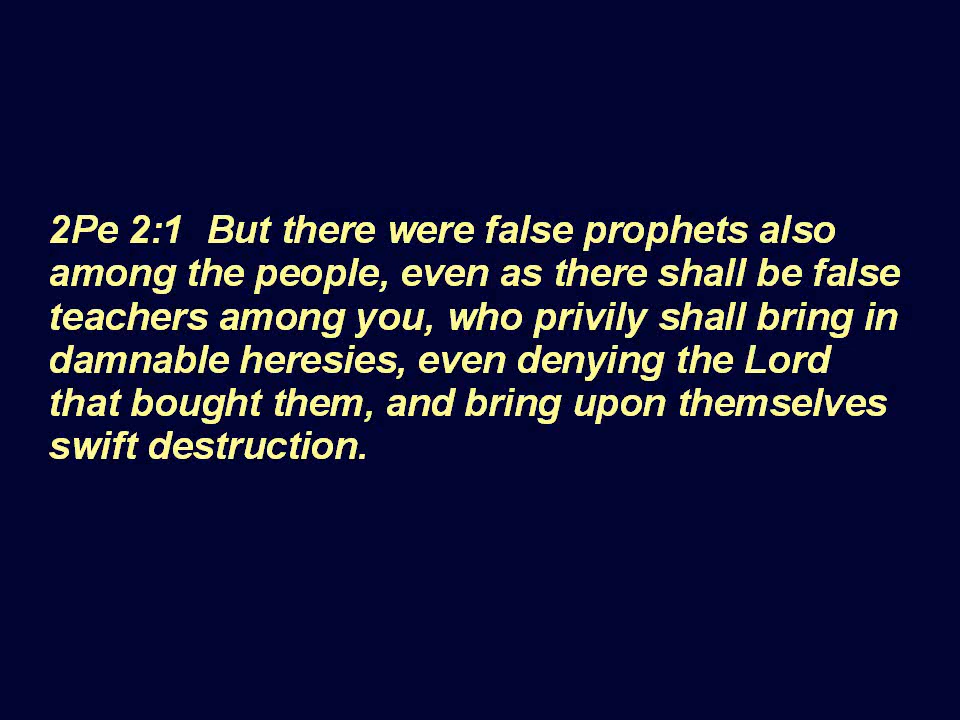 2Pe 2:1  But there were false prophets also
among the people, even as there shall be false
teachers among you, who privily shall bring in
damnable heresies, even denying the Lord
that bought them, and bring upon themselves
swift destruction.